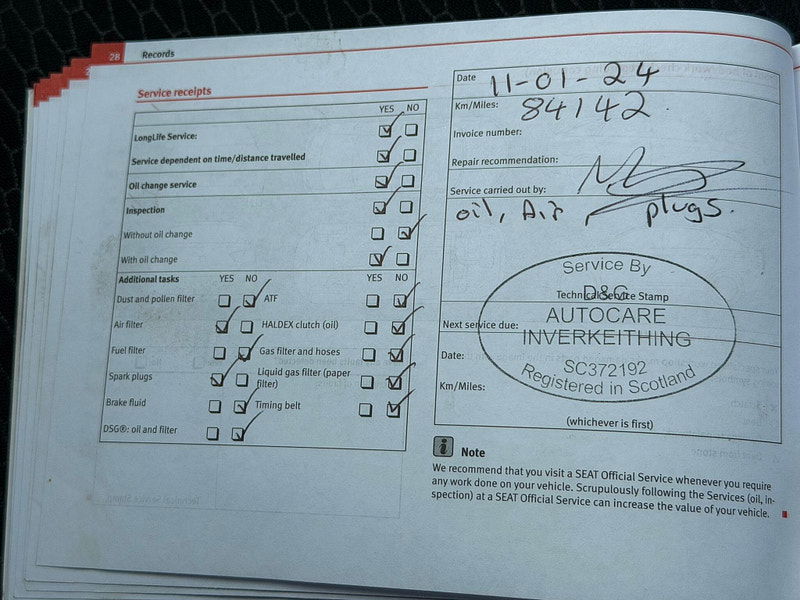 28 Records
Service receipts
YES NO
LongLife Service:
Service dependent on time/distance travelled
Oil change service
Inspection
Without oil change
With oil change
Additional tasks YES NO YES NO
Dust and pollen filter ATF
Air filter HALDEX clutch (oil)
Fuel filter Gas filter and hoses
Spark plugs Liquid gas filter (paper
filter)
Brake fluid Timing belt
DSG®: oil and filter
Date 11-01-24
Km/Miles: 84142
Invoice number:
Repair recommendation:
Service carried out by:
oil, Air plugs.
Service By
D&G
Technical Service Stamp
AUTOCARE
Next service due:
INVERKEITHING
Date:
SC372192
Km/Miles:
Registered in Scotland
(whichever is first)
i Note
We recommend that you visit a SEAT Official Service whenever you require
any work done on your vehicle. Scrupulously following the Services (oil, in-
spection) at a SEAT Official Service can increase the value of your vehicle.